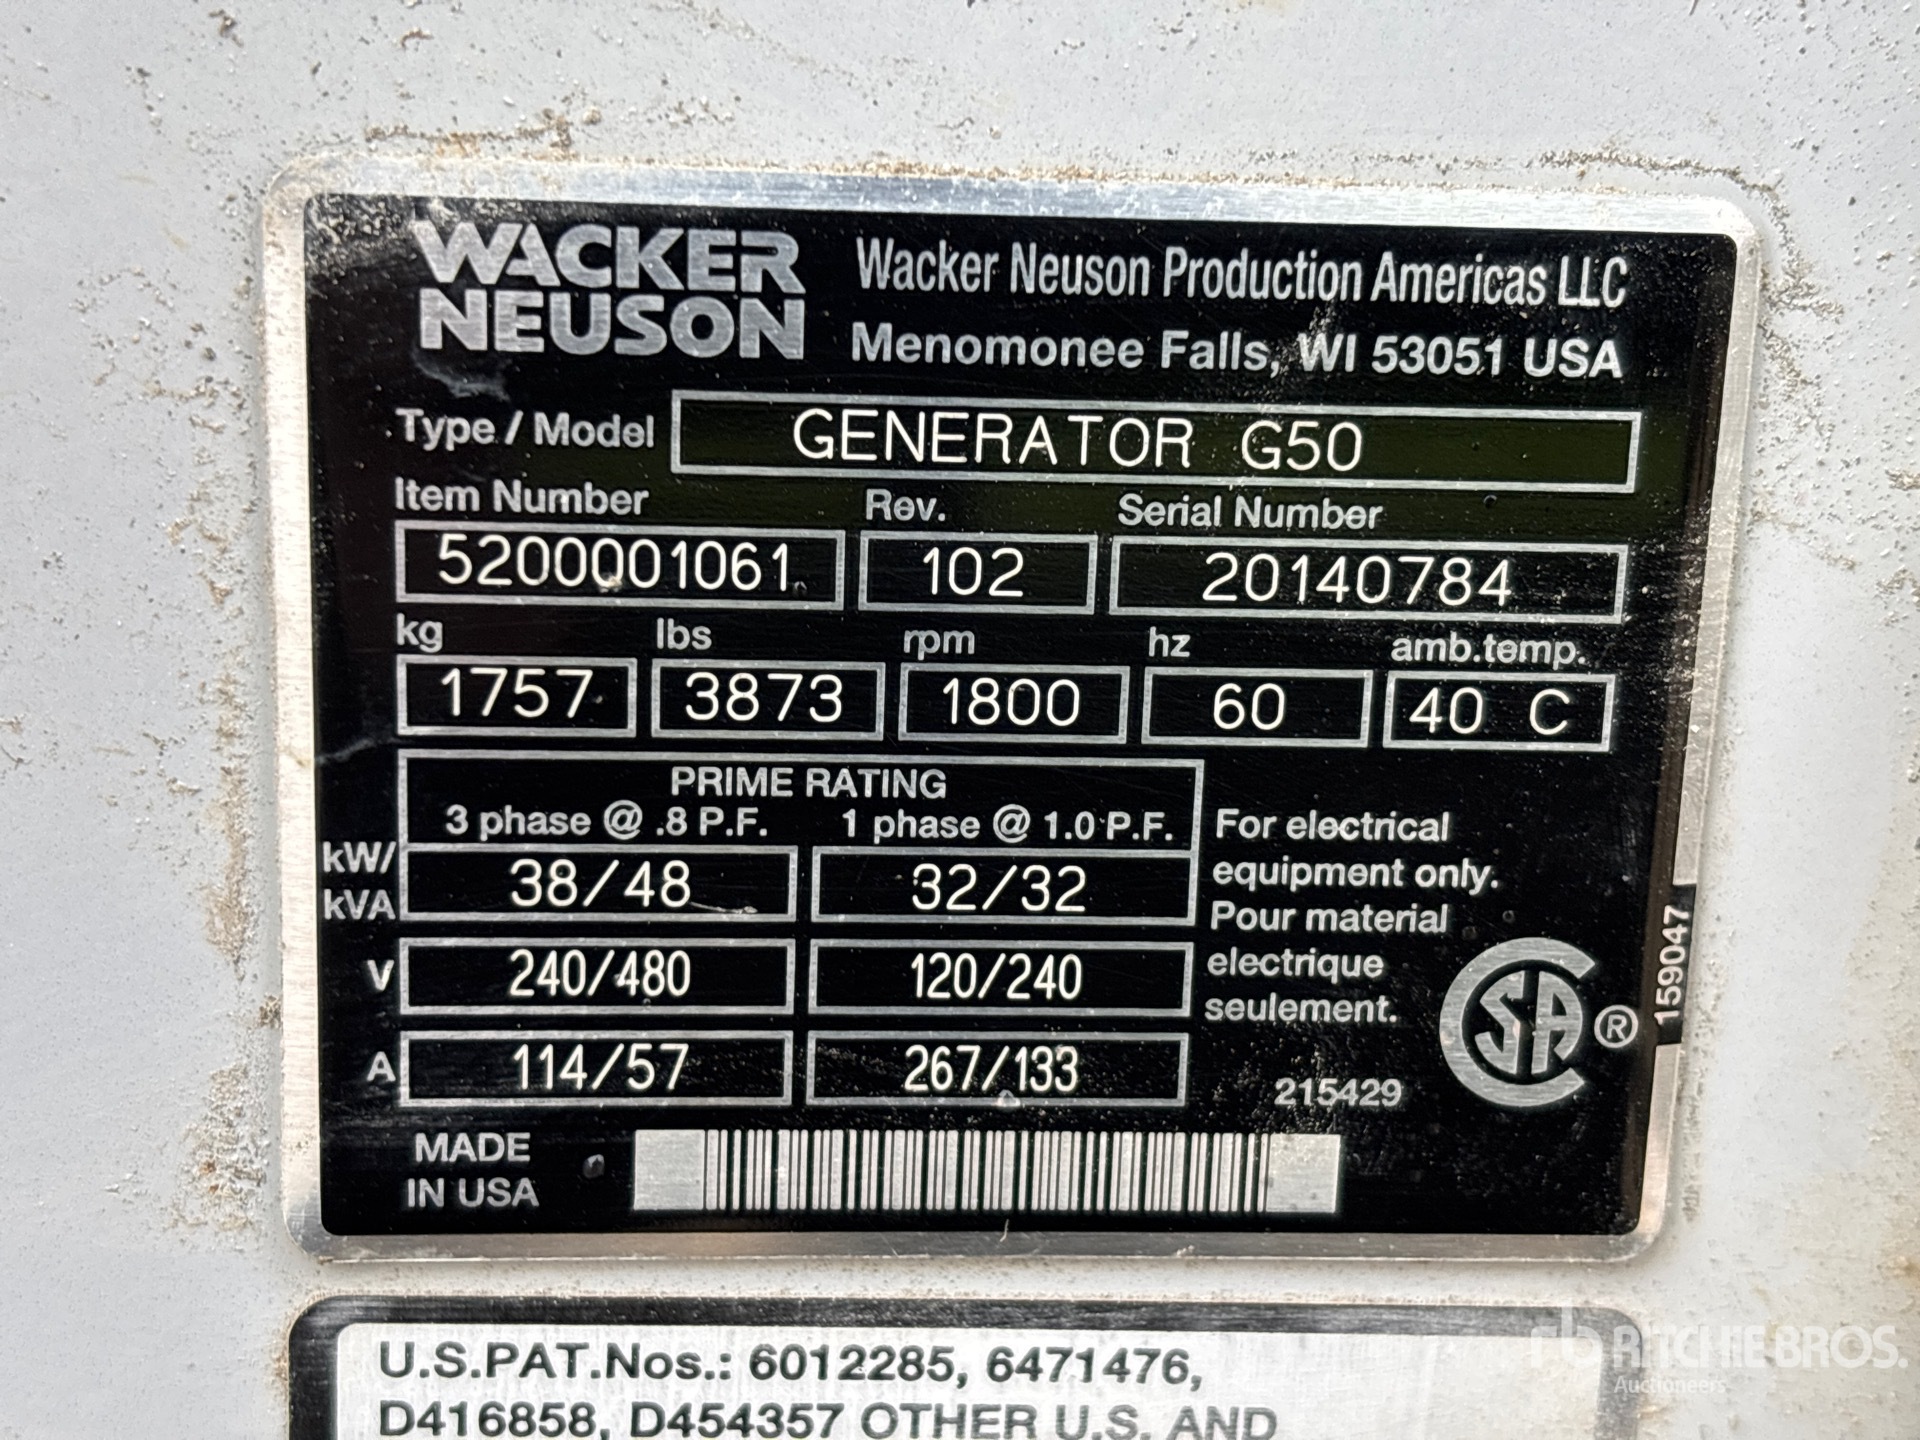 WACKER
NEUSON
Wacker Neuson Production Americas LLC
Menomonee Falls, WI 53051 USA
Type / Model GENERATOR G50
Item Number Rev. Serial Number
5200001061 102 20140784
kg lbs rpm hz amb.temp.
1757 3873 1800 60 40 C
PRIME RATING
3 phase @ .8 P.F. 1 phase @ 1.0 P.F.
kW/
kVA 38/48 32/32
V 240/480 120/240
A 114/57 267/133
For electrical
equipment only.
Pour material
electrique
seulement.
215429
SA ®
159047
MADE
IN USA
U.S.PAT.Nos.: 6012285, 6471476,
D416858, D454357 OTHER U.S. AND
rb RITCHIE BROS.
Auctioneers